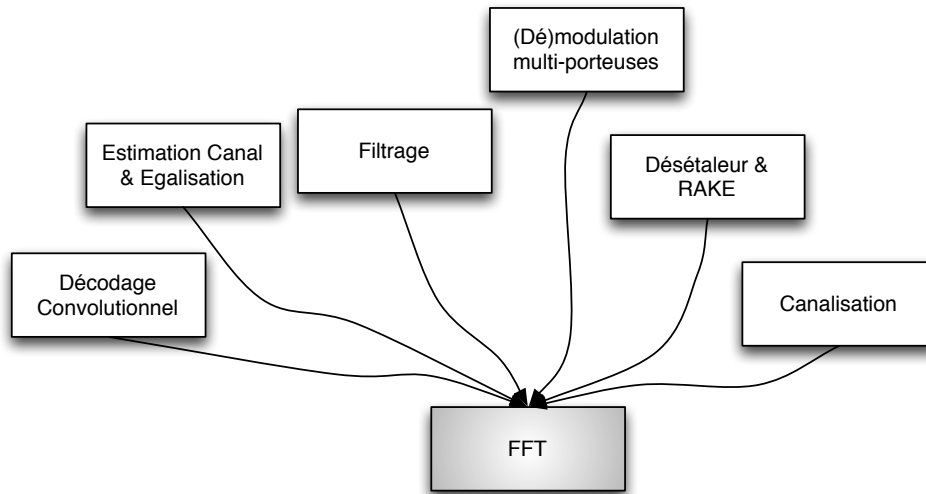 (Dé)modulation
multi-porteuses
Estimation Canal
& Egalisation
Filtrage
Désétaleur &
RAKE
Décodage
Convolutionnel
Canalisation
FFT